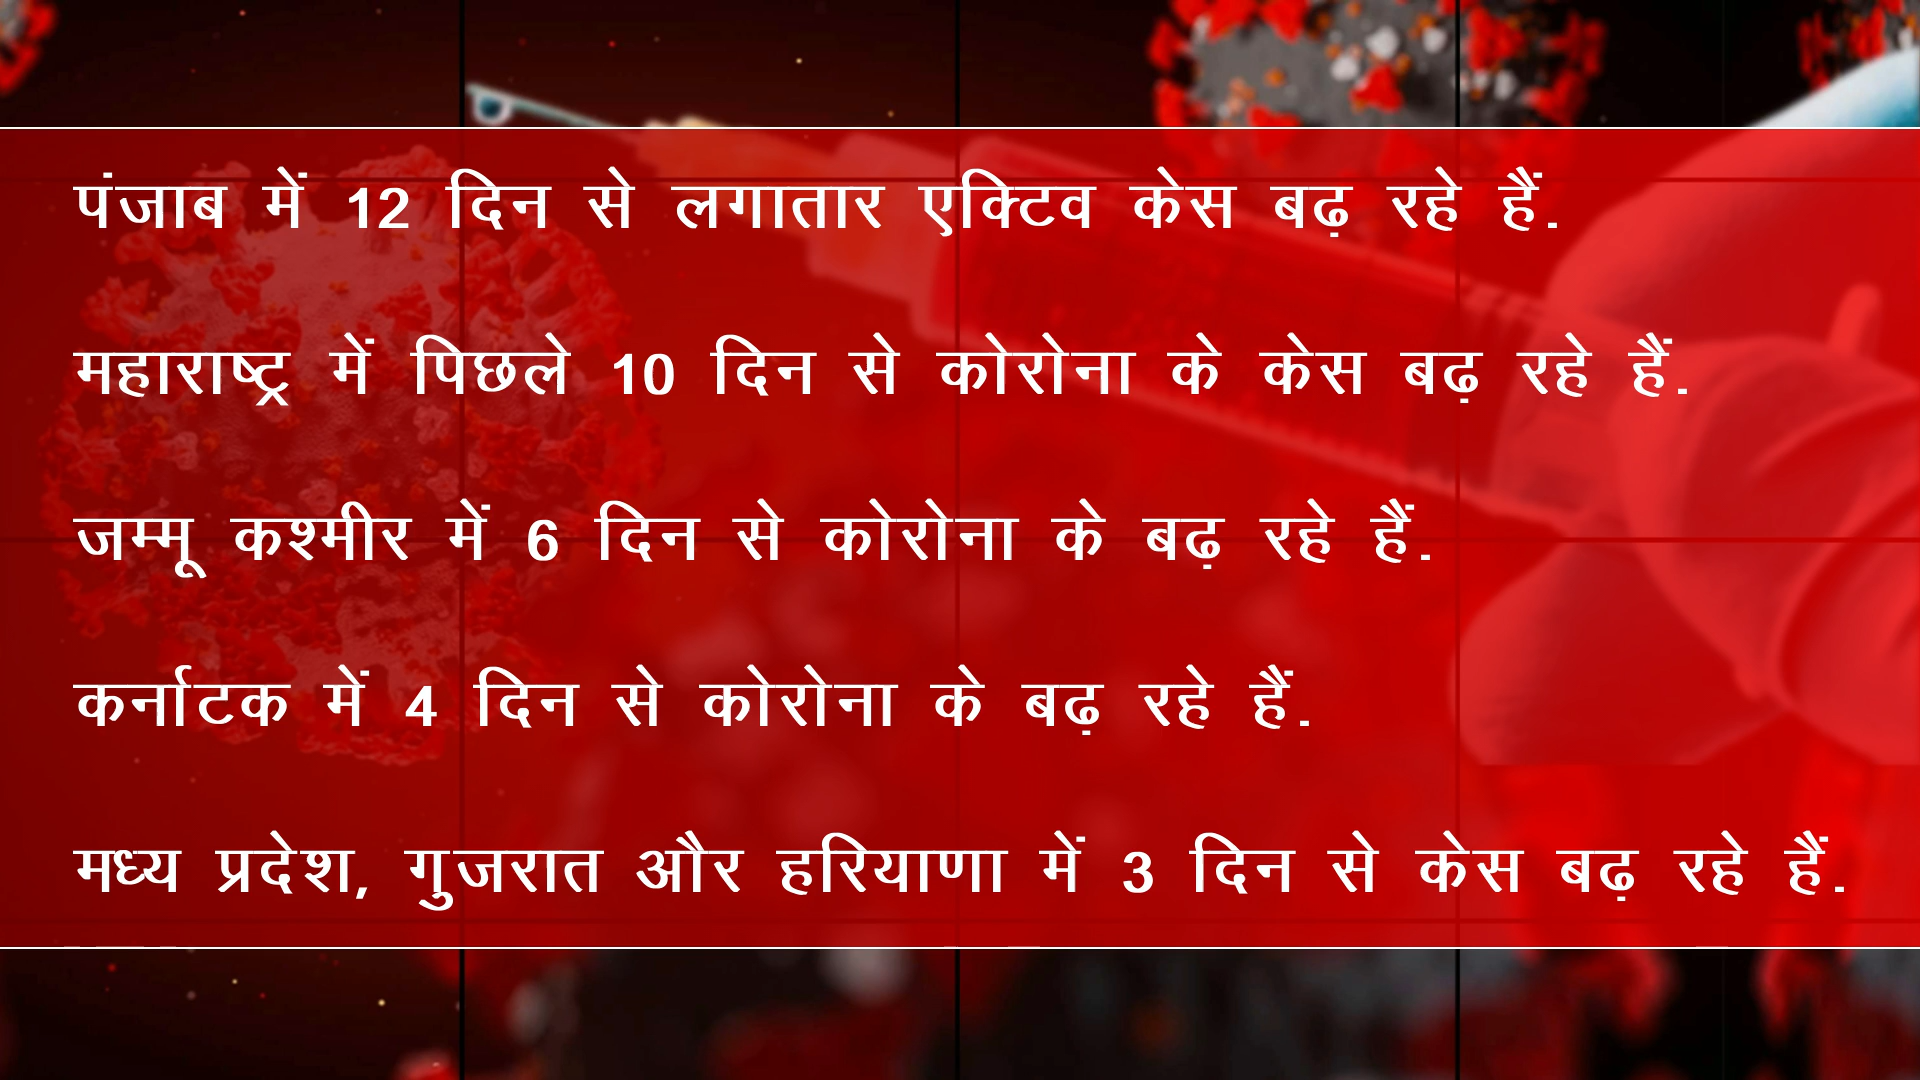 पंजाब में 12 दिन से लगातार एक्टिव केस बढ़ रहे हैं.
महाराष्ट्र में पिछले 10 दिन से कोरोना के केस बढ़ रहे हैं.
जम्मू कश्मीर में 6 दिन से कोरोना के बढ़ रहे हैं.
कर्नाटक में 4 दिन से कोरोना के बढ़ रहे हैं.
मध्य प्रदेश, गुजरात और हरियाणा में 3 दिन से केस बढ़ रहे हैं.